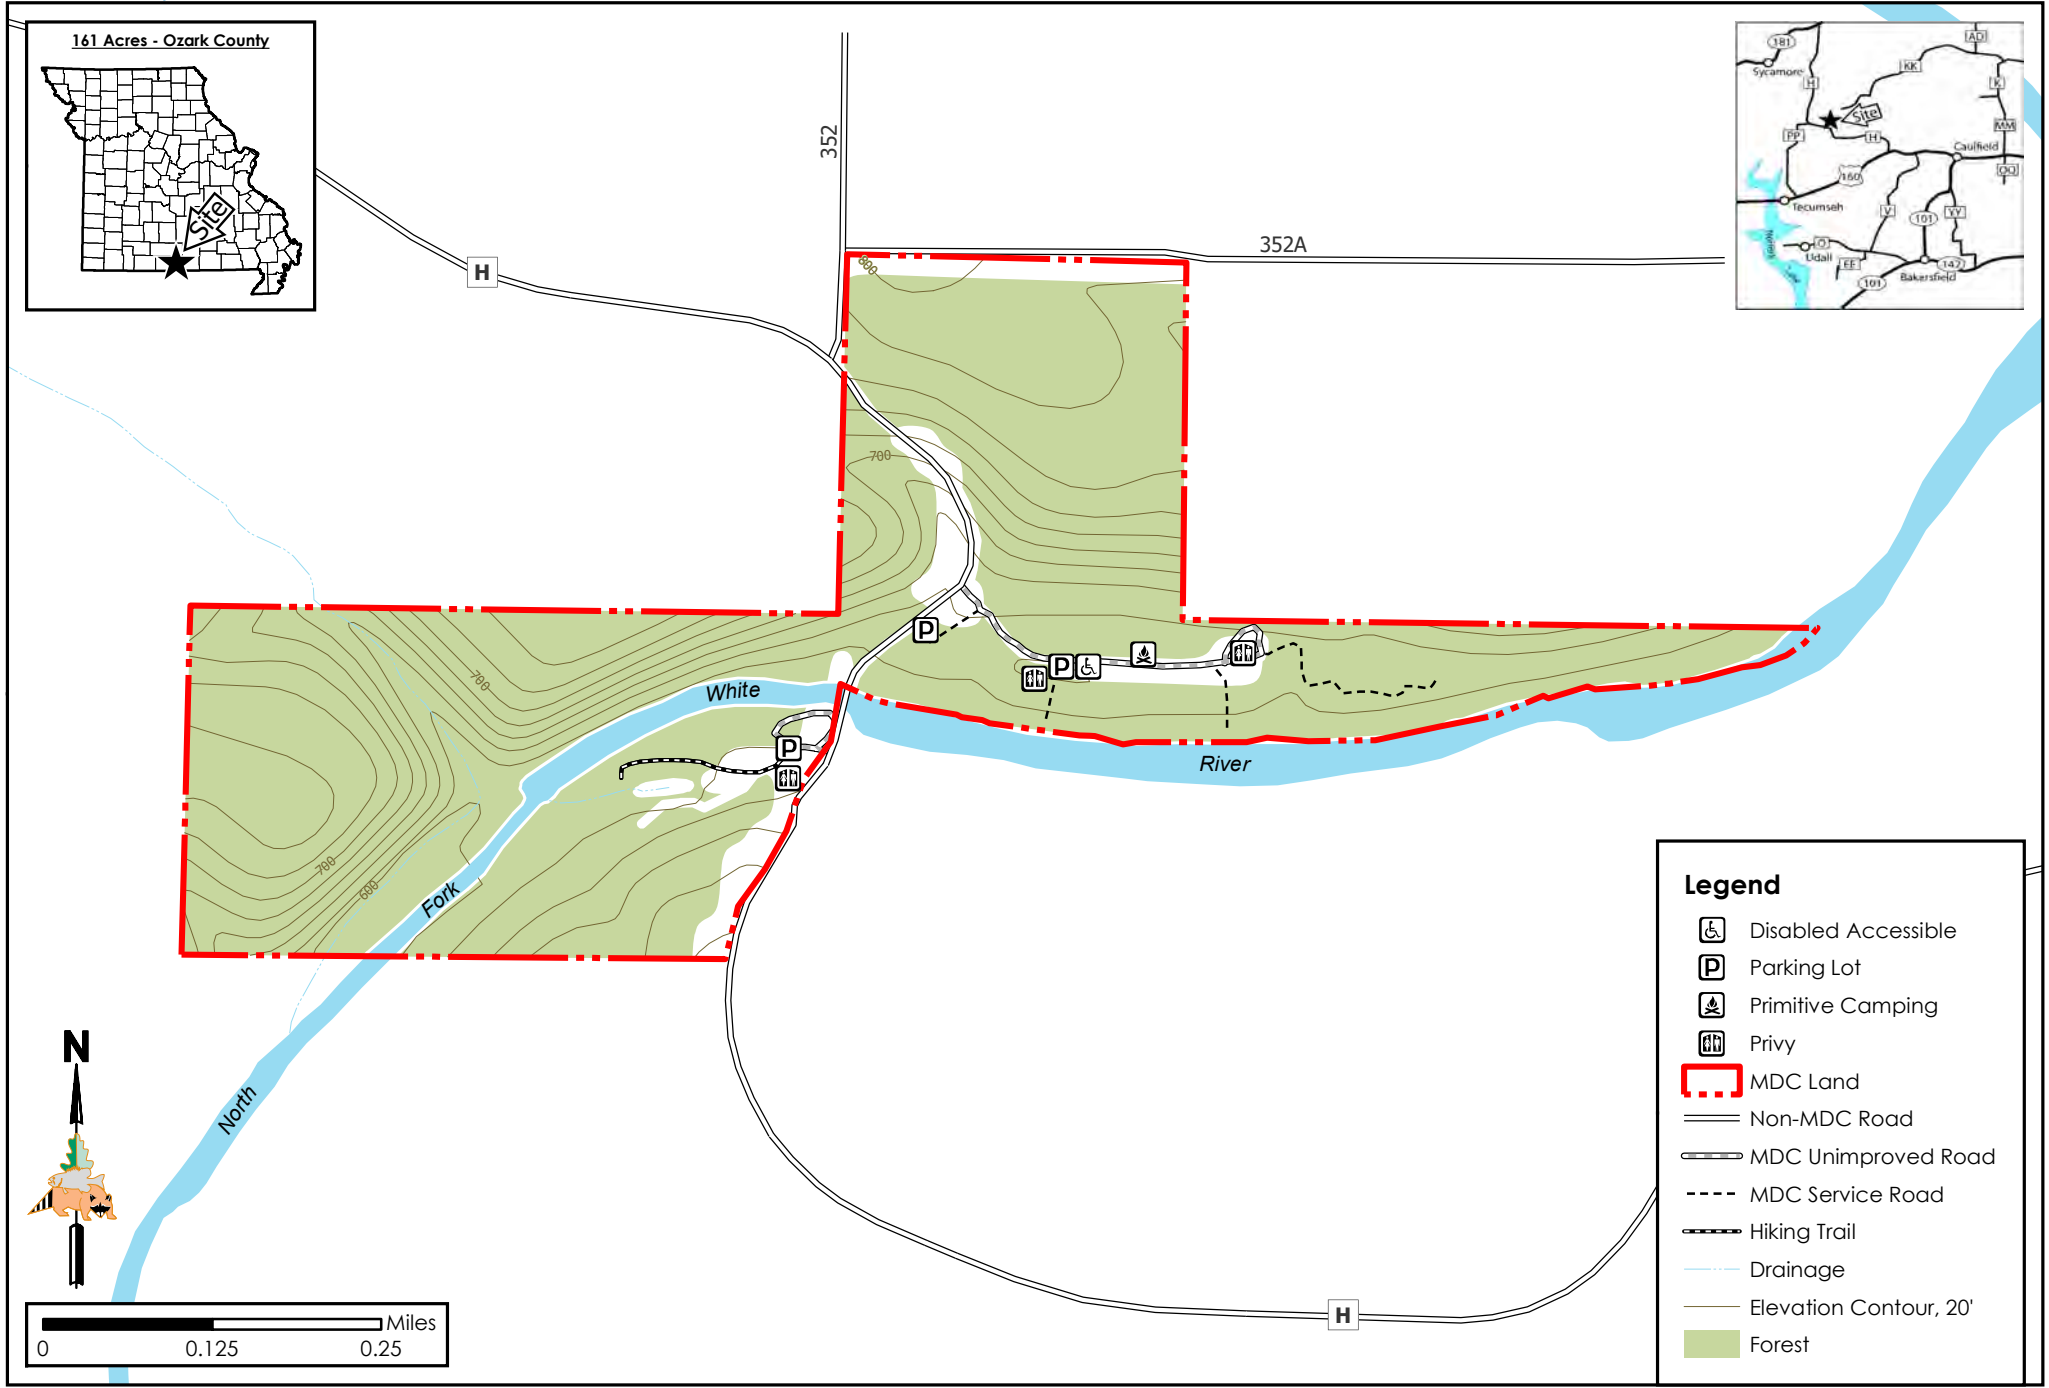 161 Acres - Ozark County
Site
352
352A
H
800
700
700
700
600
White
River
Fork
North
P
P
P
H
N
Miles
0
0.125
0.25
181
AD
Sycamore
KK
H
K
Site
PP
H
MM
Caulfield
160
OQ
Tecumseh
V
101
YY
O
Udall
EE
142
Bakersfield
101
Legend
Disabled Accessible
P
Parking Lot
Primitive Camping
Privy
MDC Land
Non-MDC Road
MDC Unimproved Road
MDC Service Road
Hiking Trail
Drainage
Elevation Contour, 20'
Forest